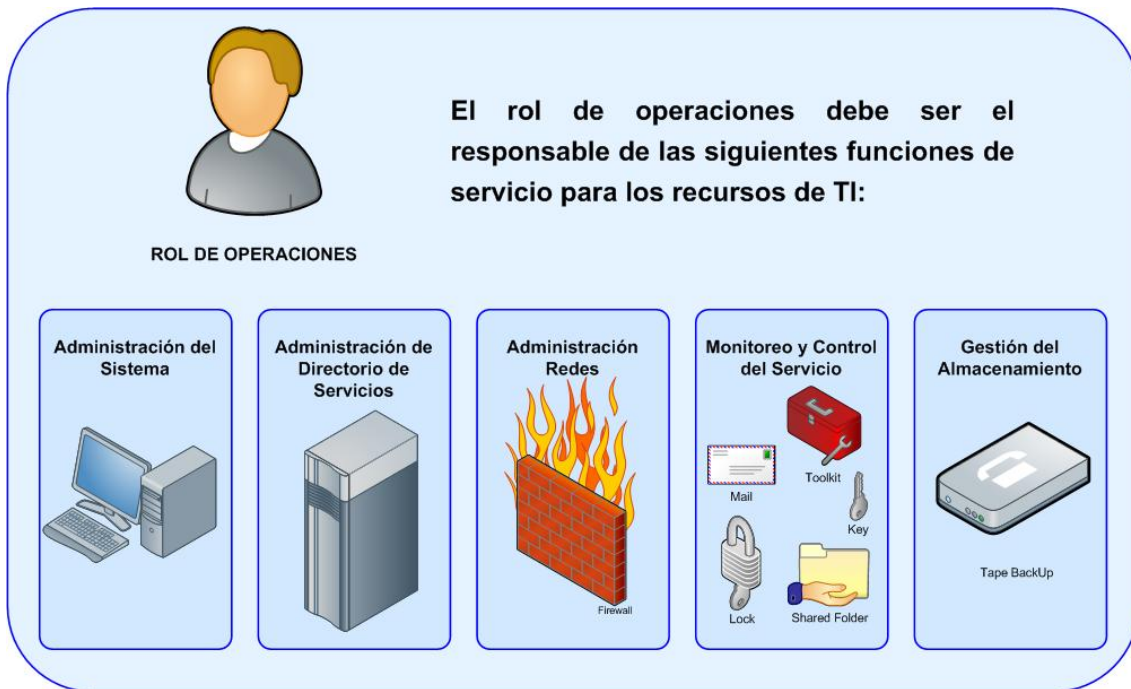 El rol de operaciones debe ser el
responsable de las siguientes funciones de
servicio para los recursos de TI:
ROL DE OPERACIONES
Administración del
Sistema
Administración de
Directorio de
Servicios
Administración
Redes
Firewall
Monitoreo y Control
del Servicio
Toolkit
Mail
Key
Lock
Shared Folder
Gestión del
Almacenamiento
Tape BackUp